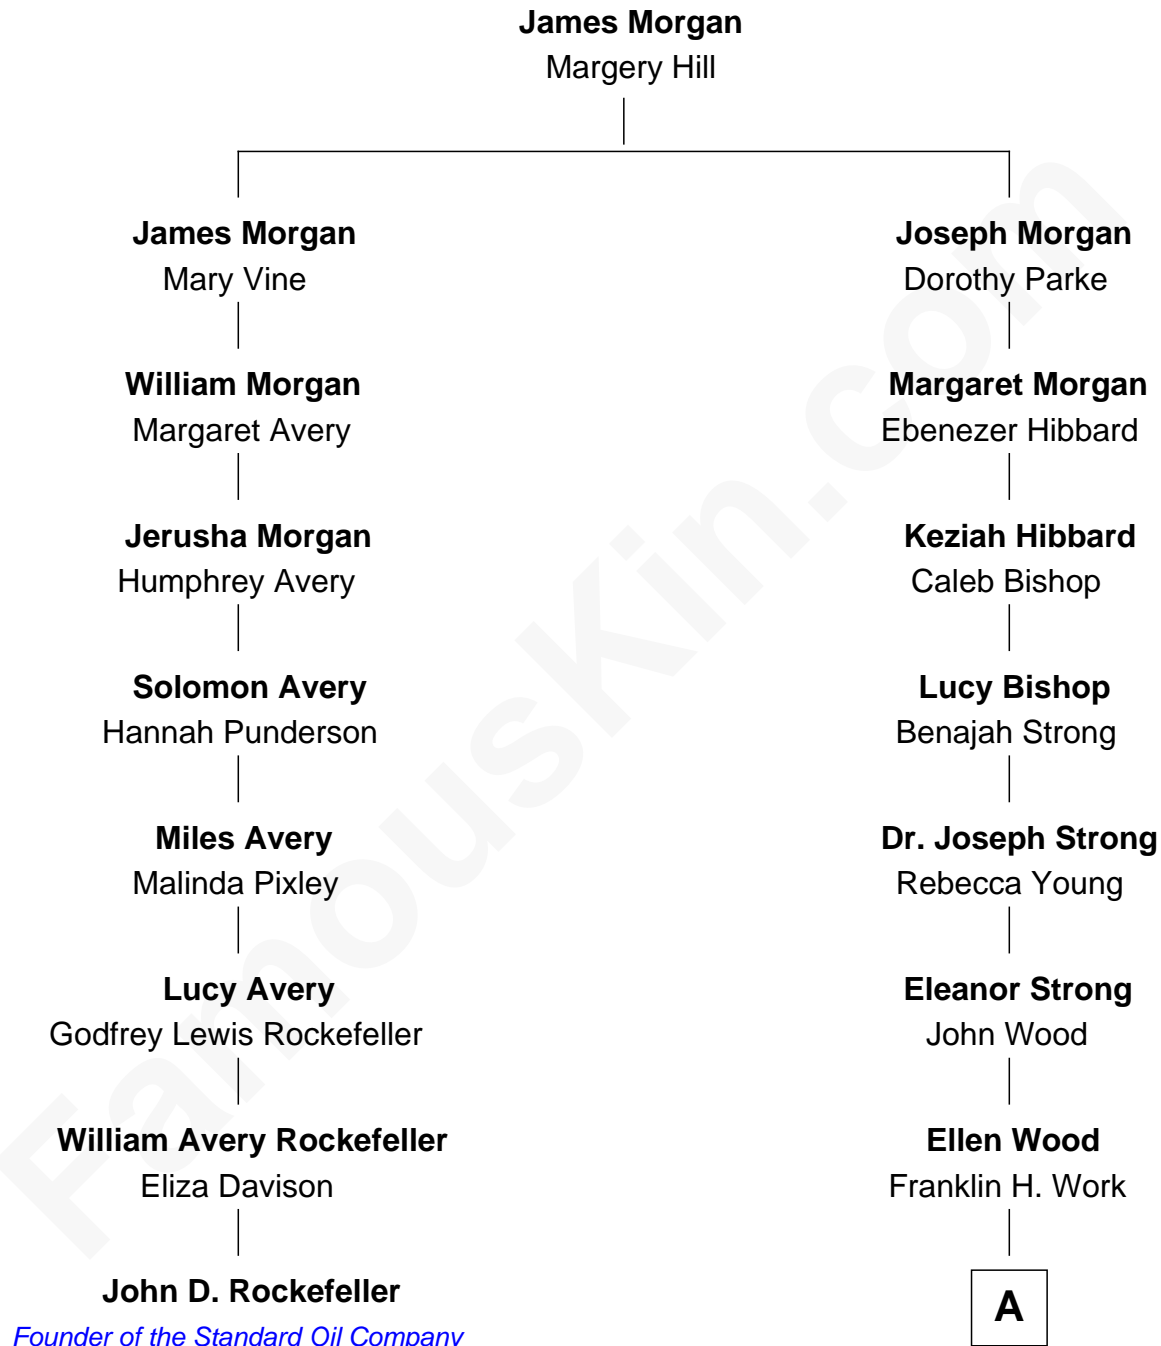 James Morgan
Margery Hill
James Morgan
Mary Vine
Joseph Morgan
Dorothy Parke
William Morgan
Margaret Avery
Margaret Morgan
Ebenezer Hibbard
Jerusha Morgan
Humphrey Avery
Keziah Hibbard
Caleb Bishop
Solomon Avery
Hannah Punderson
Lucy Bishop
Benajah Strong
Miles Avery
Malinda Pixley
Dr. Joseph Strong
Rebecca Young
Lucy Avery
Godfrey Lewis Rockefeller
Eleanor Strong
John Wood
William Avery Rockefeller
Eliza Davison
Ellen Wood
Franklin H. Work
John D. Rockefeller
Founder of the Standard Oil Company
A
FamousKin.com